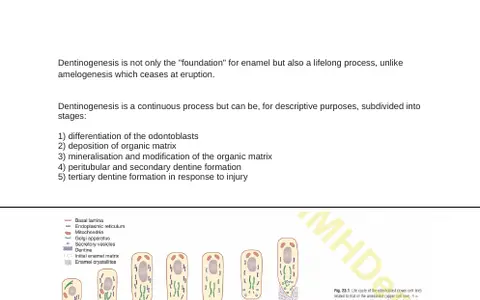 Dentinogenesis is not only the "foundation" for enamel but also a lifelong process, unlike
amelogenesis which ceases at eruption.
Dentinogenesis is a continuous process but can be, for descriptive purposes, subdivided into
stages:
1) differentiation of the odontoblasts
2) deposition of organic matrix
3) mineralisation and modification of the organic matrix
4) peritubular and secondary dentine formation
5) tertiary dentine formation in response to injury
Basal lamina
Endoplasmic reticulum
Mitochondria
Golgi apparatus
Secretory vesicles
Dentine
Initial enamel matrix
Enamel crystallites